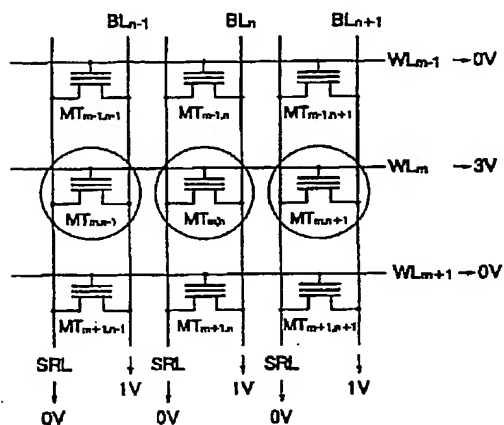 BLn-1 BLn BLn+1
WLm-1 → 0V
MTm-1,n-1 MTm-1,n MTm-1,n+1
WLm → 3V
MTm,n-1 MTm,n MTm,n+1
WLm+1 → 0V
MTm+1,n-1 MTm+1,n MTm+1,n+1
SRL SRL SRL
1V 1V 1V
0V 0V 0V